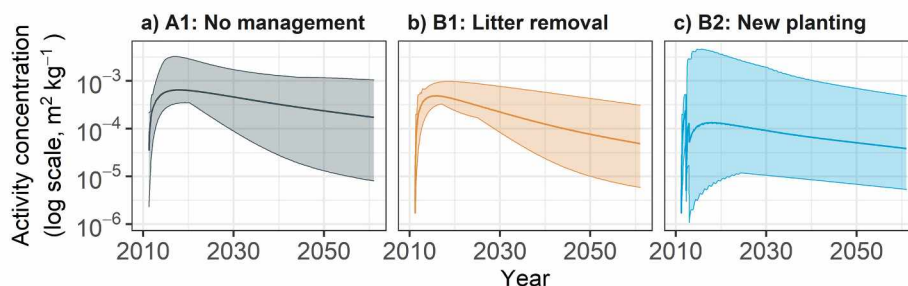 a) A1: No management
b) B1: Litter removal
c) B2: New planting
Activity concentration
(log scale, m² kg⁻¹ )
10⁻³
10⁻⁴
10⁻⁵
10⁻⁶
2010 2030 2050
2010 2030 2050
2010 2030 2050
Year